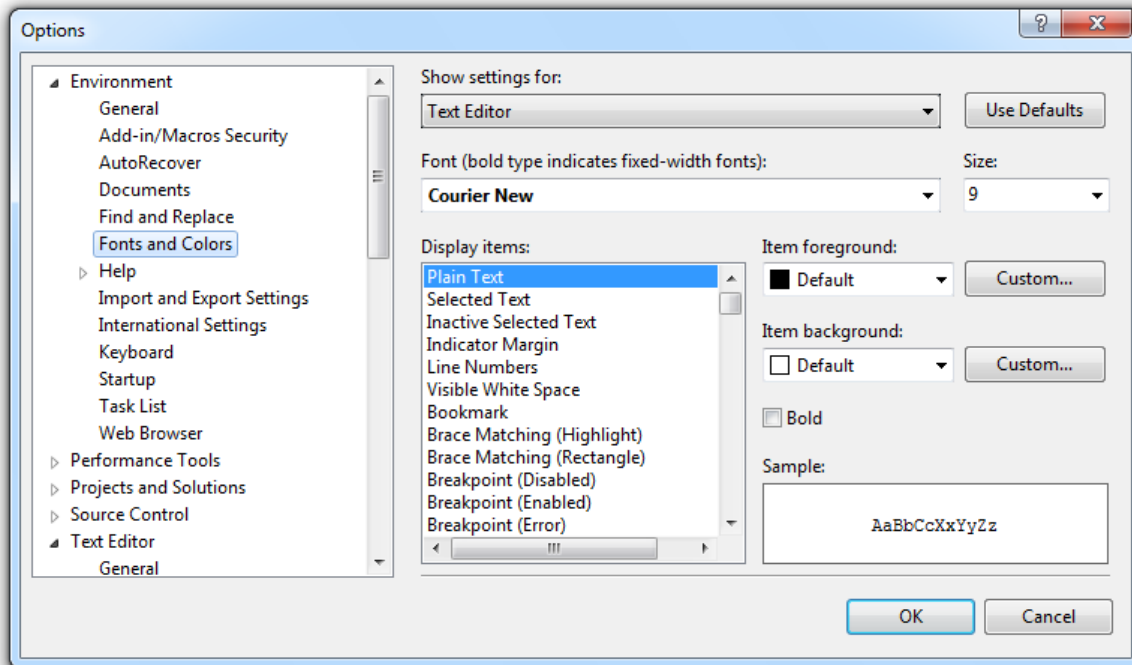 Options
Environment
General
Add-in/Macros Security
AutoRecover
Documents
Find and Replace
Fonts and Colors
Help
Import and Export Settings
International Settings
Keyboard
Startup
Task List
Web Browser
Performance Tools
Projects and Solutions
Source Control
Text Editor
General
Show settings for:
Text Editor
Use Defaults
Font (bold type indicates fixed-width fonts):
Size:
Courier New
9
Display items:
Plain Text
Selected Text
Inactive Selected Text
Indicator Margin
Line Numbers
Visible White Space
Bookmark
Brace Matching (Highlight)
Brace Matching (Rectangle)
Breakpoint (Disabled)
Breakpoint (Enabled)
Breakpoint (Error)
Item foreground:
Default
Custom...
Item background:
Default
Custom...
Bold
Sample:
AaBbCcXxYyZz
OK
Cancel